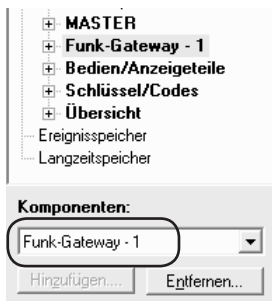 MASTER
Funk-Gateway - 1
Bedien/Anzeigeteile
Schlüssel/Codes
Übersicht
Ereignisspeicher
Langzeitspeicher
Komponenten:
Funk-Gateway - 1
Hinzufügen....
Entfernen...